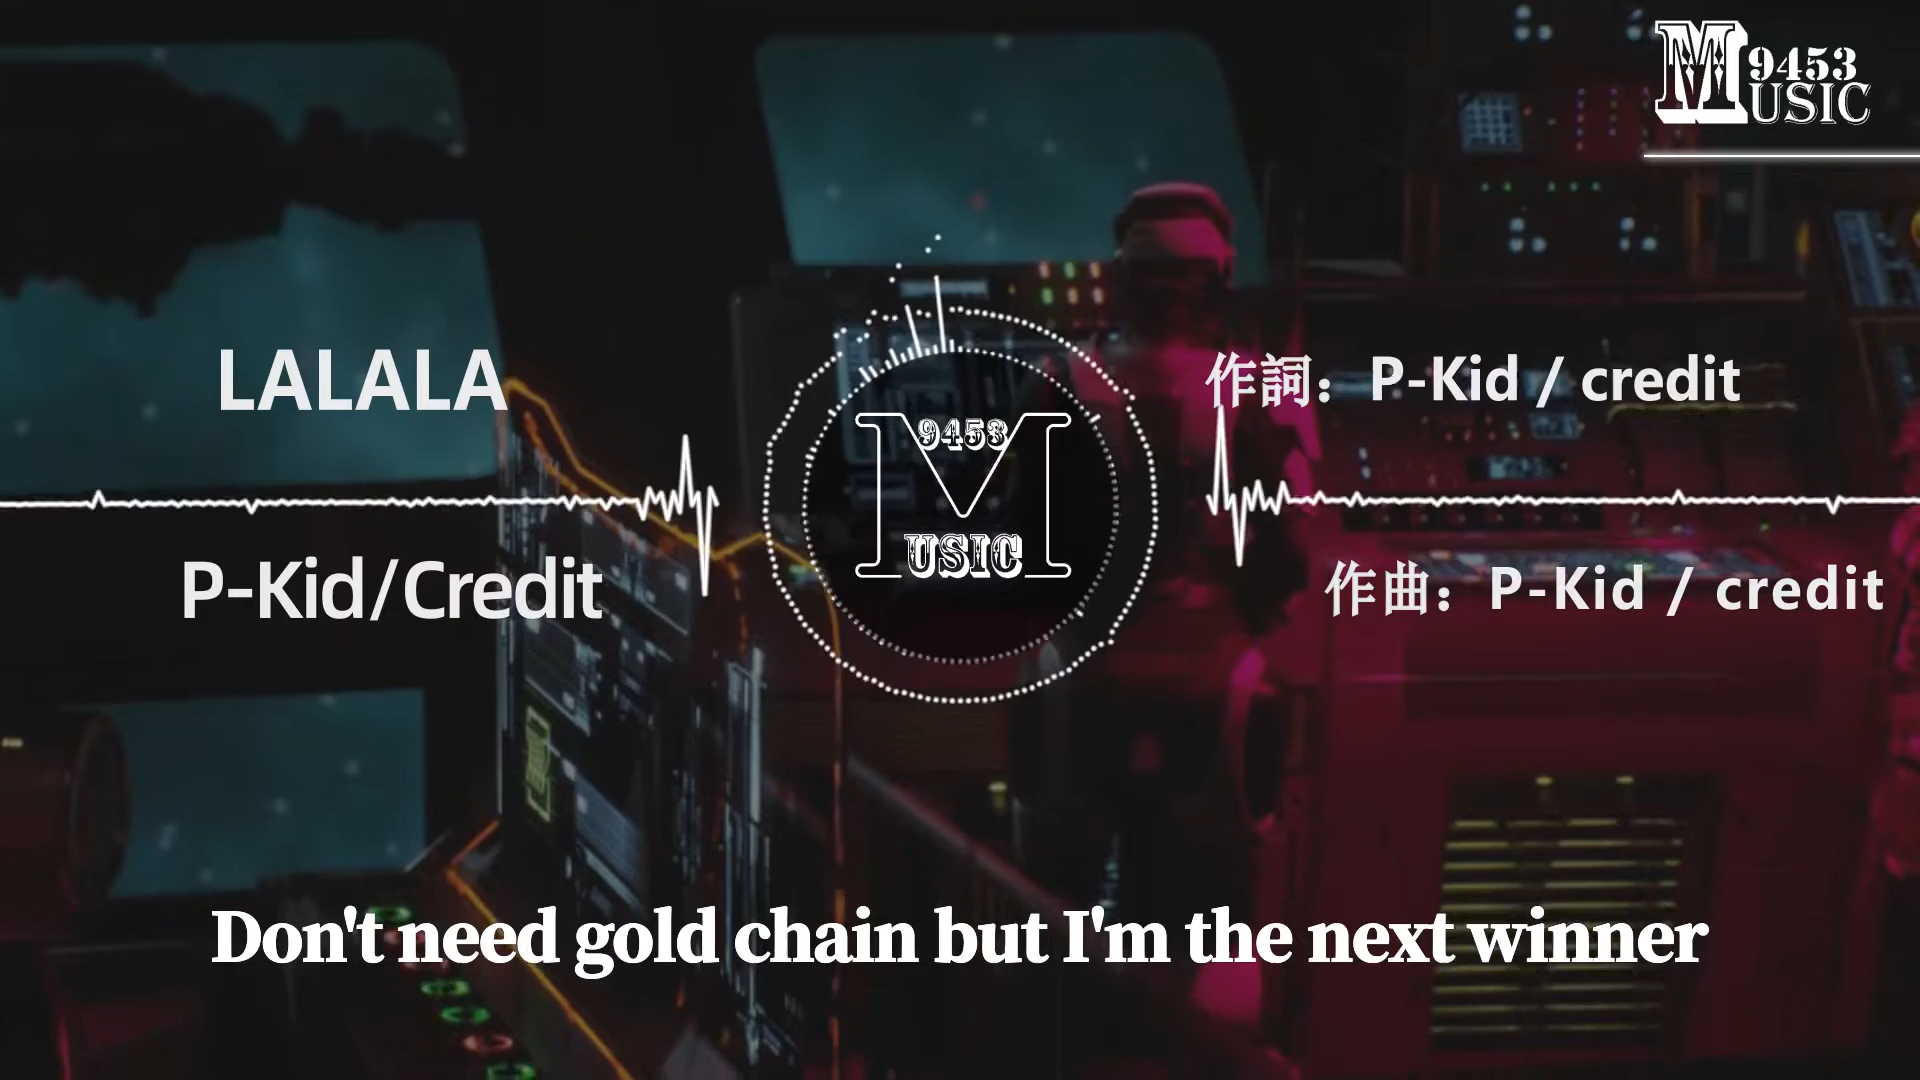 9453
MUSIC
LALALA
作詞：P-Kid / credit
9453
MUSIC
P-Kid/Credit
作曲：P-Kid / credit
Don't need gold chain but I'm the next winner